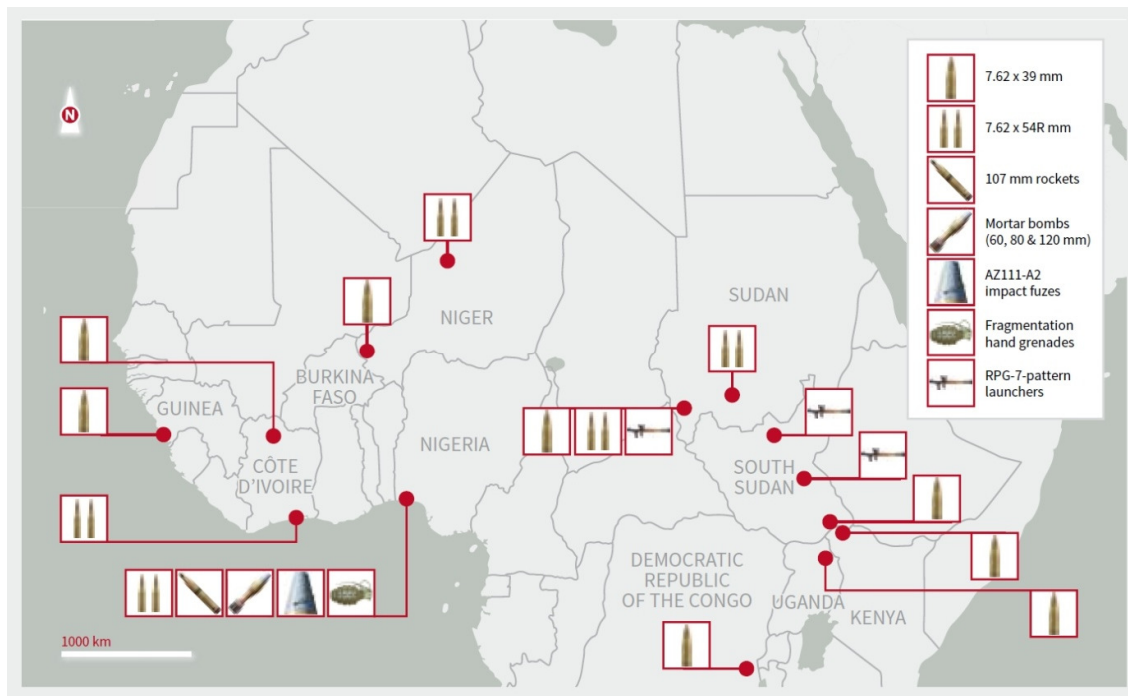 N
7.62 x 39 mm
7.62 x 54R mm
107 mm rockets
Mortar bombs
(60, 80 & 120 mm)
AZ111-A2
impact fuzes
Fragmentation
hand grenades
RPG-7-pattern
launchers
SUDAN
NIGER
BURKINA
FASO
GUINEA
NIGERIA
CÔTE
D'IVOIRE
SOUTH
SUDAN
DEMOCRATIC
REPUBLIC
OF THE CONGO
UGANDA
KENYA
1000 km